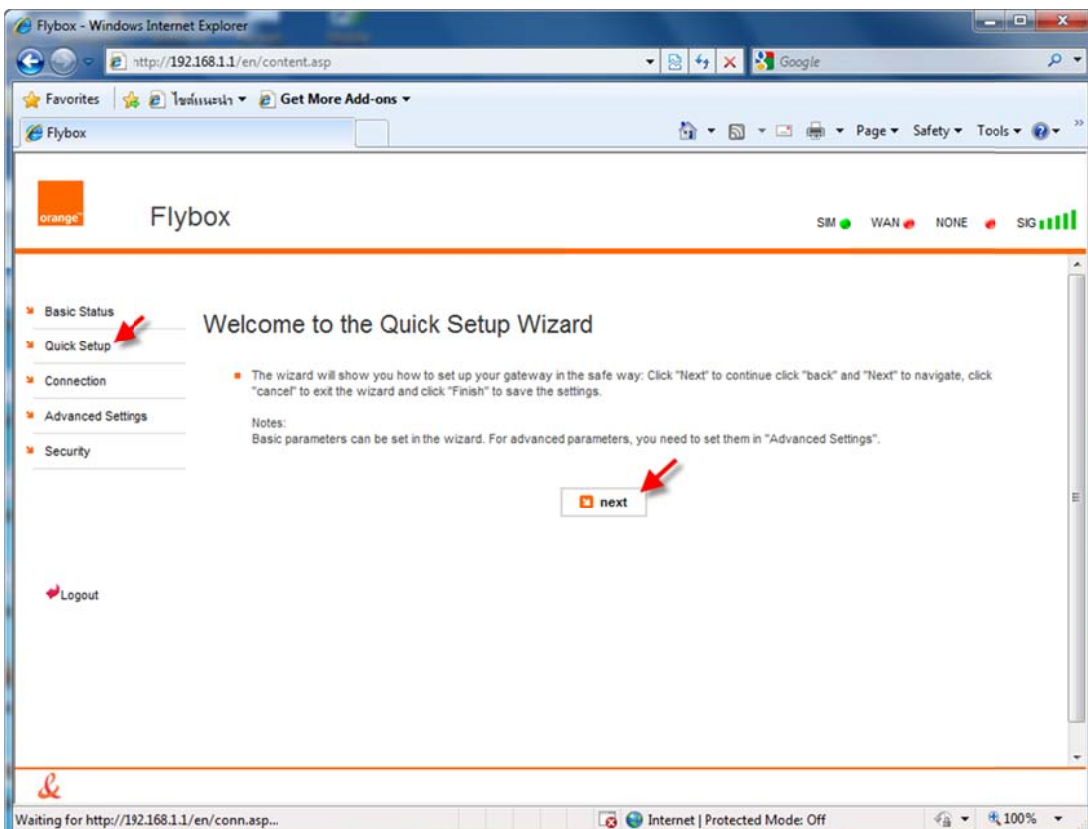 Flybox - Windows Internet Explorer
http://192.168.1.1/en/content.asp
Google
Favorites
ไซต์แนะนำ
Get More Add-ons
Flybox
Page
Safety
Tools
orange™
Flybox
SIM
WAN
NONE
SIG
Basic Status
Quick Setup
Connection
Advanced Settings
Security
Logout
Welcome to the Quick Setup Wizard
The wizard will show you how to set up your gateway in the safe way: Click "Next" to continue click "back" and "Next" to navigate, click
"cancel" to exit the wizard and click "Finish" to save the settings.
Notes:
Basic parameters can be set in the wizard. For advanced parameters, you need to set them in "Advanced Settings".
next
&
Waiting for http://192.168.1.1/en/conn.asp...
Internet | Protected Mode: Off
100%